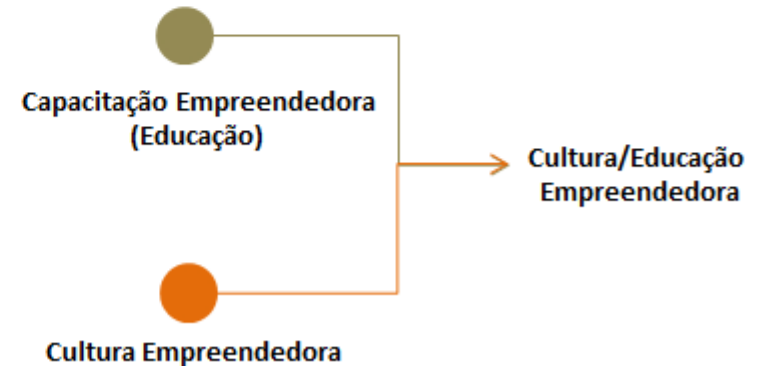 Capacitação Empreendedora
(Educação)
Cultura/Educação
Empreendedora
Cultura Empreendedora